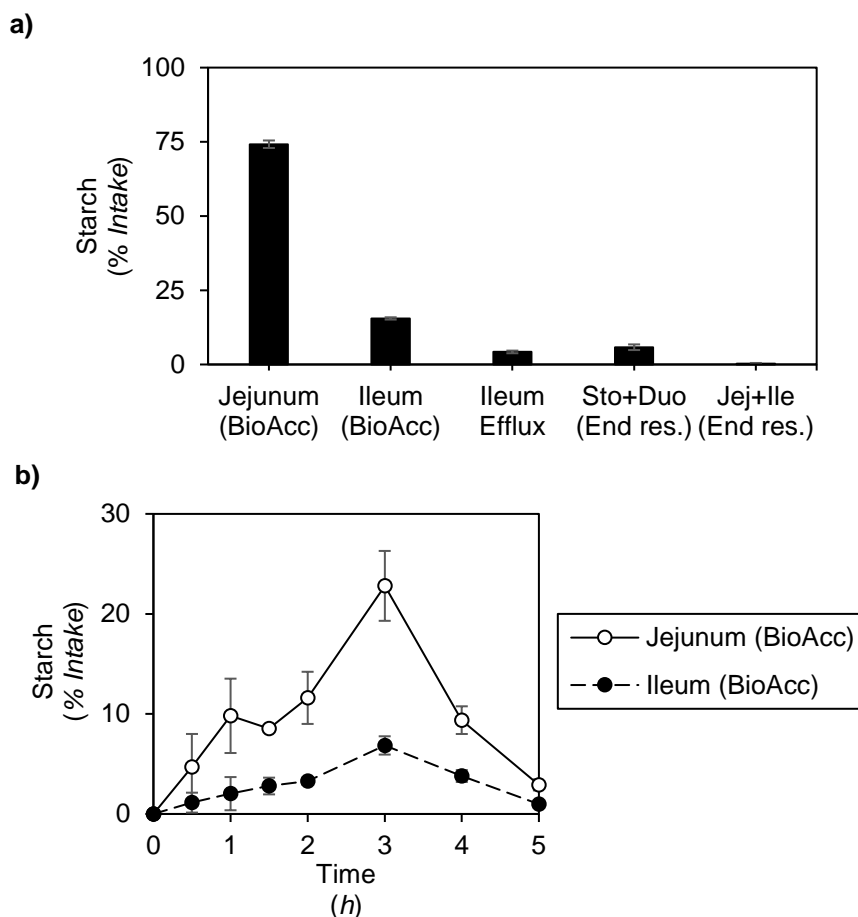 a)
100
75
50
25
0
Starch
(% Intake)
Jejunum
(BioAcc)
Ileum
(BioAcc)
Ileum
Efflux
Sto+Duo
(End res.)
Jej+Ile
(End res.)
b)
30
20
10
0
Starch
(% Intake)
0 1 2 3 4 5
Time
(h)
Jejunum (BioAcc)
Ileum (BioAcc)